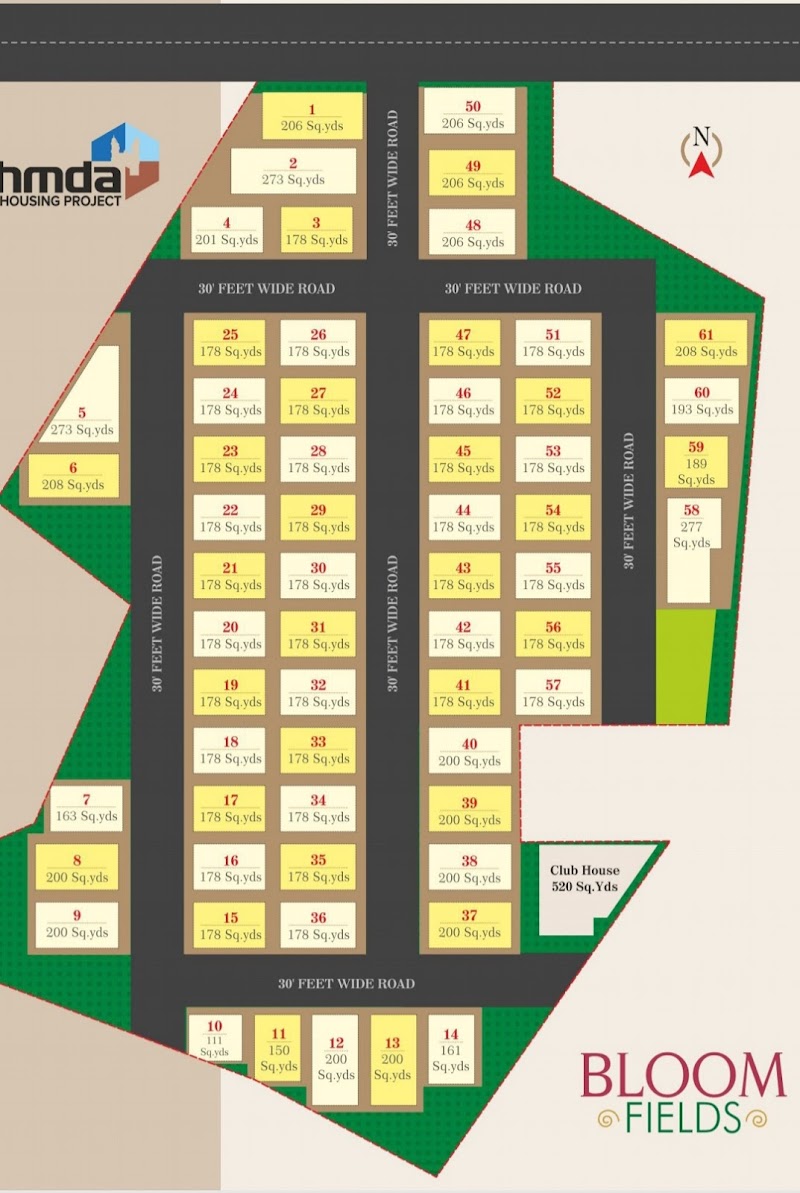 1
206 Sq.yds
2
273 Sq.yds
4
201 Sq.yds
3
178 Sq.yds
30' FEET WIDE ROAD
50
206 Sq.yds
49
206 Sq.yds
48
206 Sq.yds
N
hmda
HOUSING PROJECT
30' FEET WIDE ROAD
30' FEET WIDE ROAD
5
273 Sq.yds
6
208 Sq.yds
30' FEET WIDE ROAD
25
178 Sq.yds
26
178 Sq.yds
24
178 Sq.yds
27
178 Sq.yds
23
178 Sq.yds
28
178 Sq.yds
22
178 Sq.yds
29
178 Sq.yds
21
178 Sq.yds
30
178 Sq.yds
20
178 Sq.yds
31
178 Sq.yds
19
178 Sq.yds
32
178 Sq.yds
18
178 Sq.yds
33
178 Sq.yds
17
178 Sq.yds
34
178 Sq.yds
16
178 Sq.yds
35
178 Sq.yds
15
178 Sq.yds
36
178 Sq.yds
30' FEET WIDE ROAD
47
178 Sq.yds
51
178 Sq.yds
46
178 Sq.yds
52
178 Sq.yds
45
178 Sq.yds
53
178 Sq.yds
44
178 Sq.yds
54
178 Sq.yds
43
178 Sq.yds
55
178 Sq.yds
42
178 Sq.yds
56
178 Sq.yds
41
178 Sq.yds
57
178 Sq.yds
40
200 Sq.yds
39
200 Sq.yds
38
200 Sq.yds
37
200 Sq.yds
30' FEET WIDE ROAD
61
208 Sq.yds
60
193 Sq.yds
59
189
Sq.yds
58
277
Sq.yds
7
163 Sq.yds
8
200 Sq.yds
9
200 Sq.yds
Club House
520 Sq.Yds
30' FEET WIDE ROAD
10
111
Sq.yds
11
150
Sq.yds
12
200
Sq.yds
13
200
Sq.yds
14
161
Sq.yds
BLOOM
FIELDS